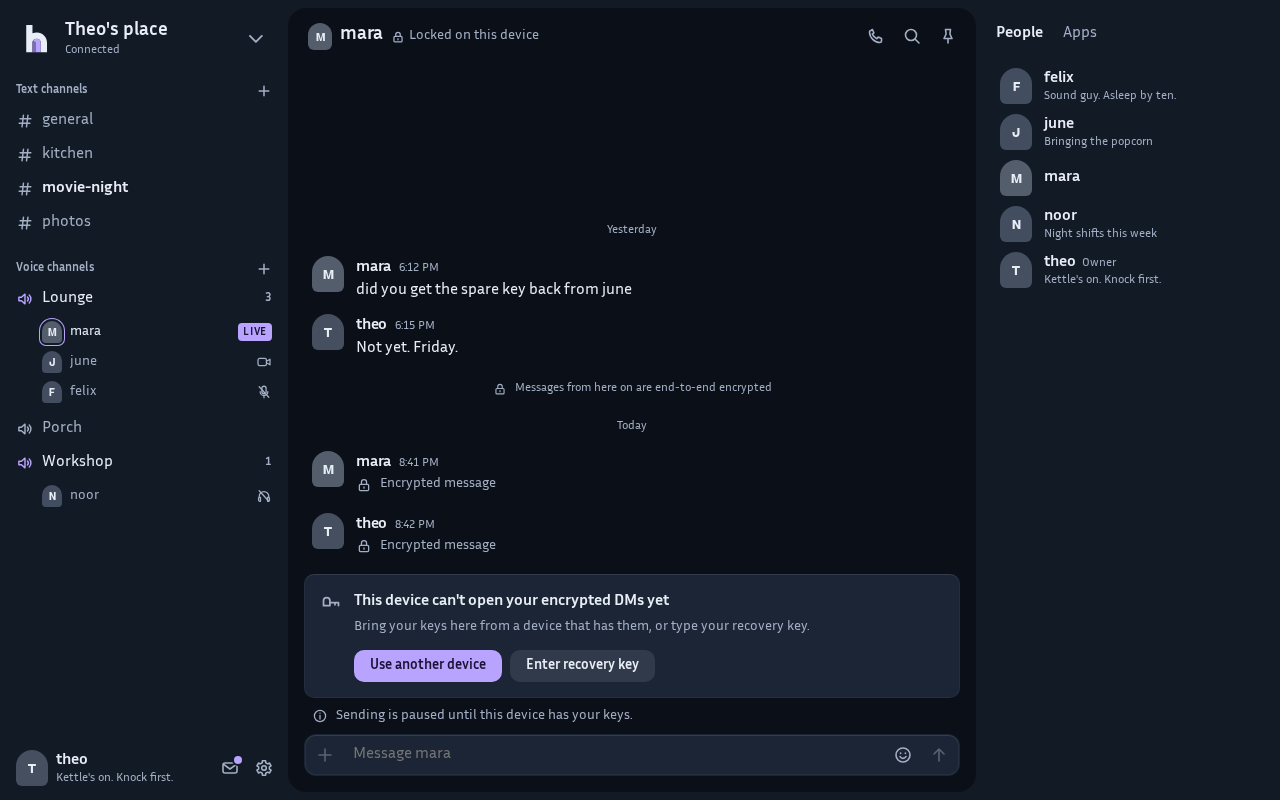 Theo's place
Connected
Text channels
general
kitchen
movie-night
photos
Voice channels
Lounge 3
M mara LIVE
J june
F felix
Porch
Workshop 1
N noor
T theo
Kettle's on. Knock first.
M mara Locked on this device
Yesterday
M mara 6:12 PM
did you get the spare key back from june
T theo 6:15 PM
Not yet. Friday.
Messages from here on are end-to-end encrypted
Today
M mara 8:41 PM
Encrypted message
T theo 8:42 PM
Encrypted message
This device can't open your encrypted DMs yet
Bring your keys here from a device that has them, or type your recovery key.
Use another device Enter recovery key
Sending is paused until this device has your keys.
Message mara
People Apps
F felix
Sound guy. Asleep by ten.
J june
Bringing the popcorn
M mara
N noor
Night shifts this week
T theo Owner
Kettle's on. Knock first.